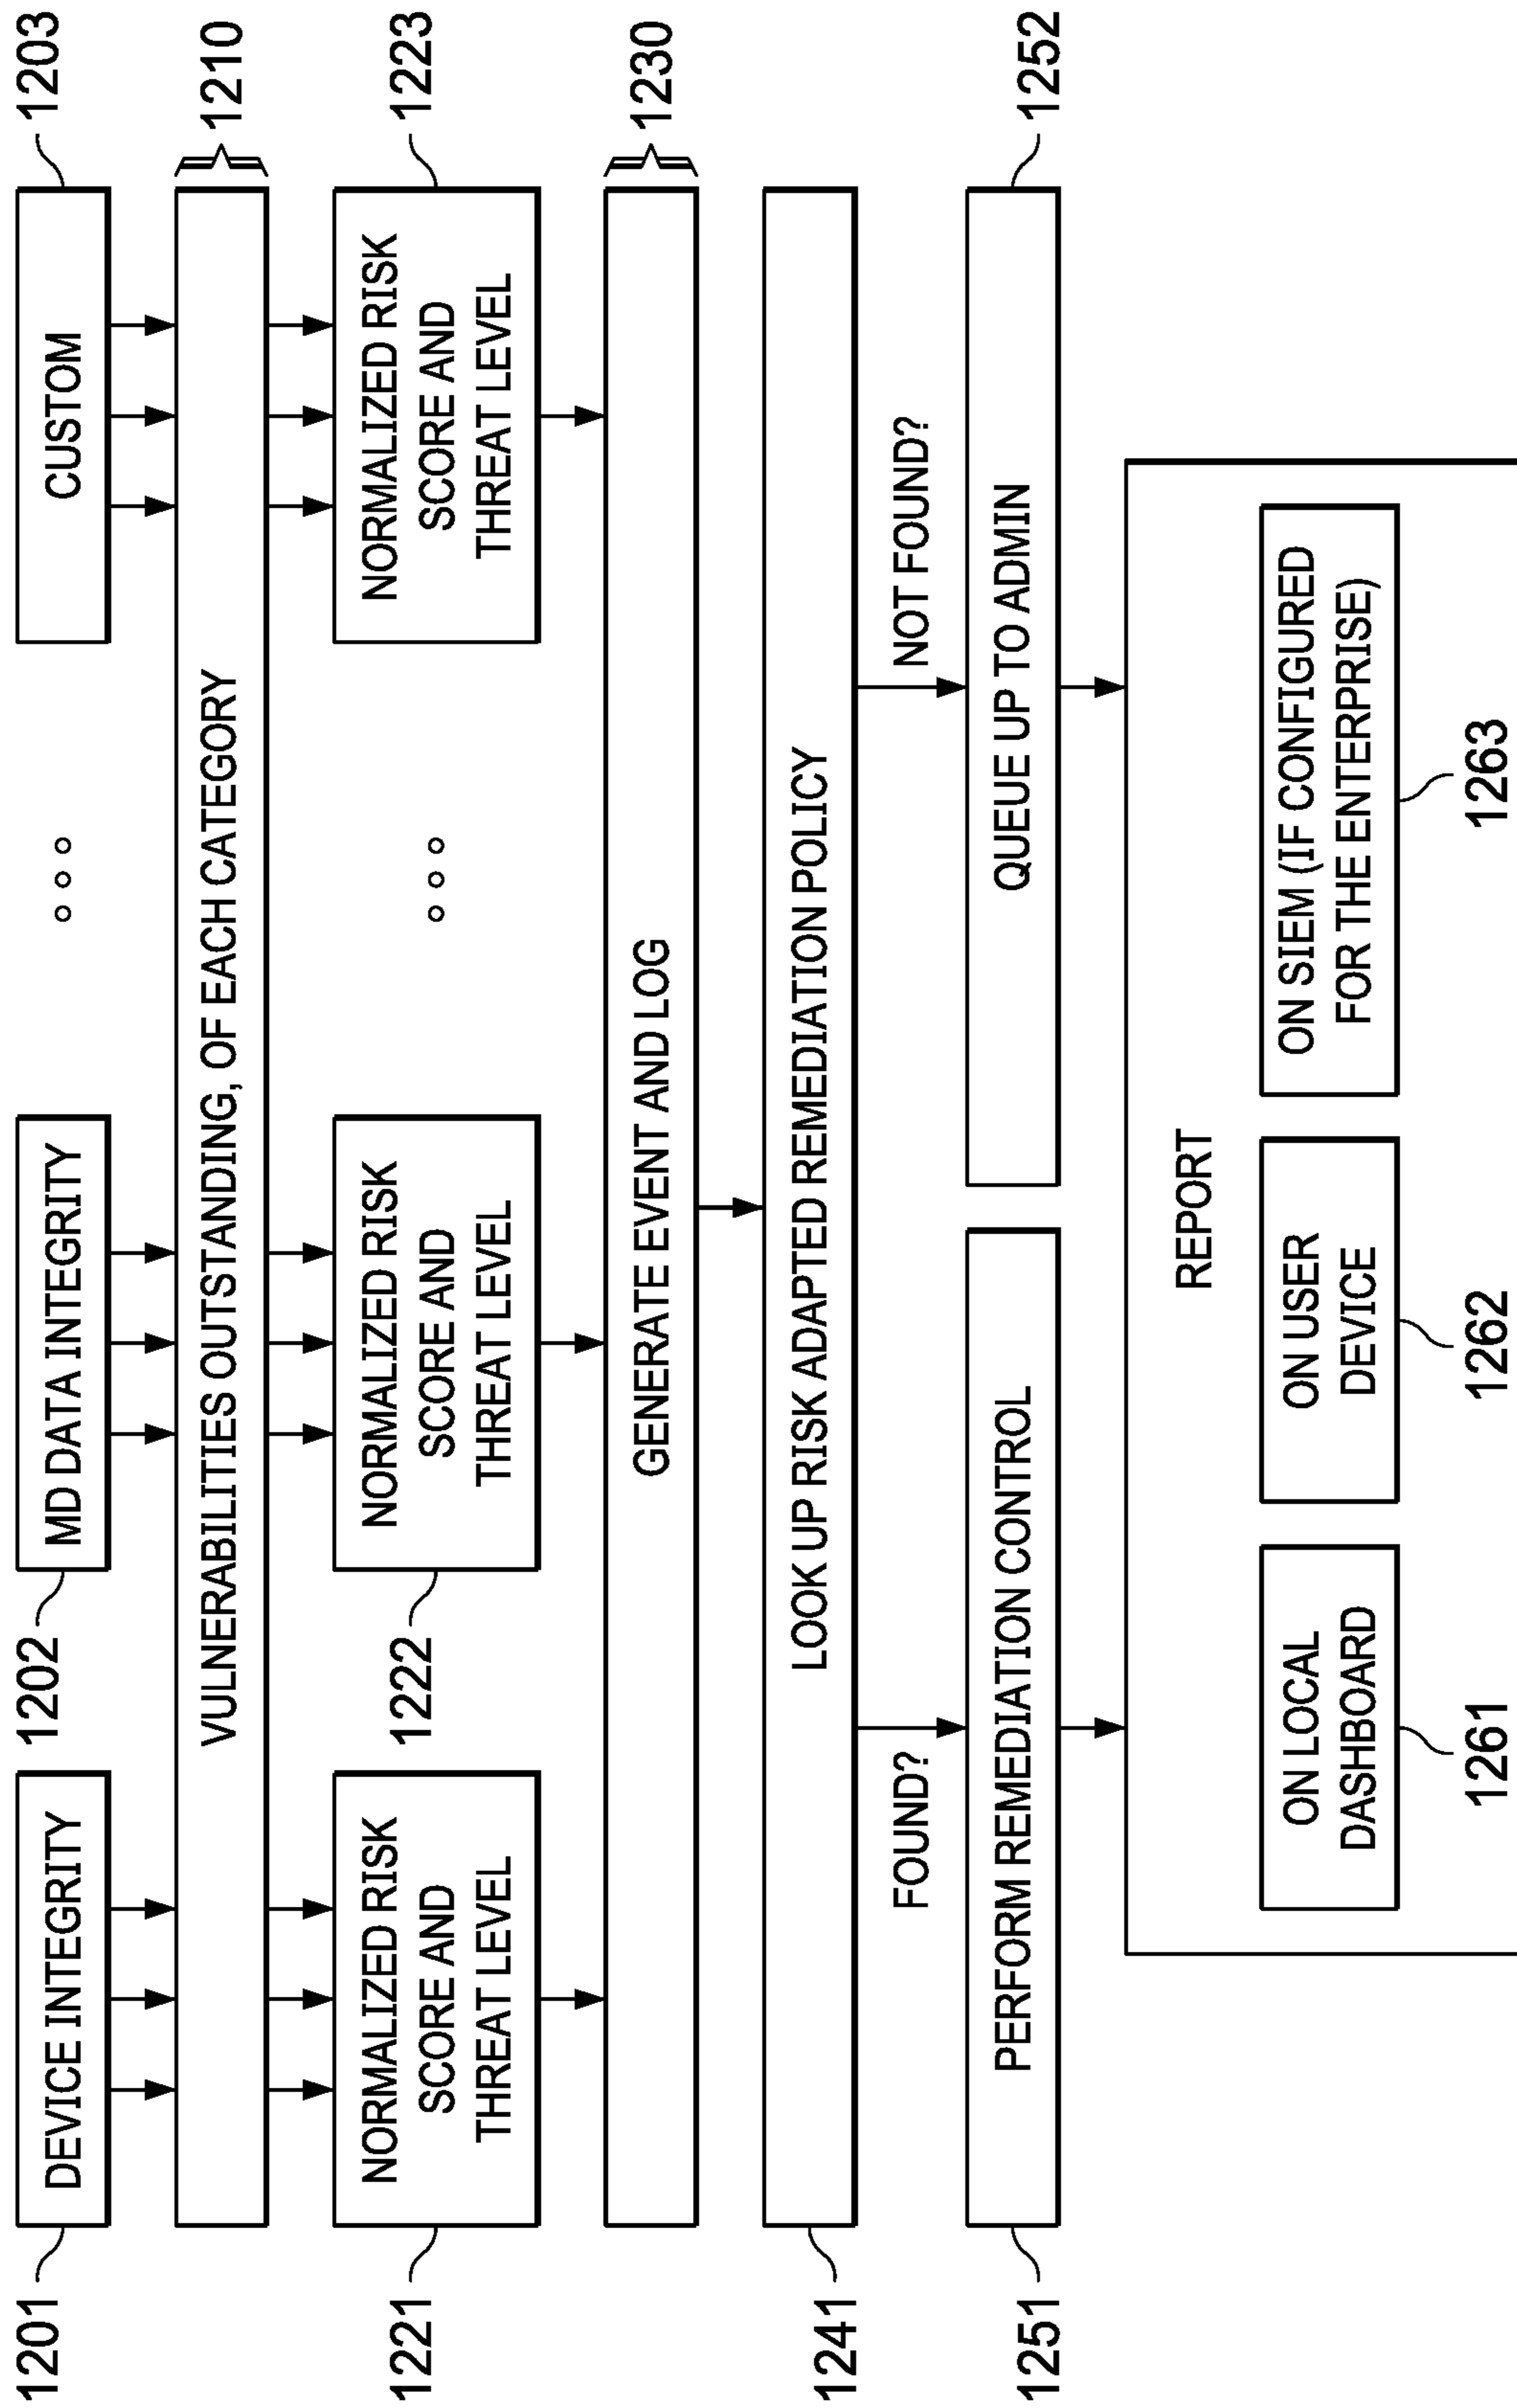 1201
DEVICE INTEGRITY
1202
MD DATA INTEGRITY
CUSTOM
1203
VULNERABILITIES OUTSTANDING, OF EACH CATEGORY
1210
1221
NORMALIZED RISK
SCORE AND
THREAT LEVEL
1222
NORMALIZED RISK
SCORE AND
THREAT LEVEL
NORMALIZED RISK
SCORE AND
THREAT LEVEL
1223
GENERATE EVENT AND LOG
1230
1241
LOOK UP RISK ADAPTED REMEDIATION POLICY
FOUND?
NOT FOUND?
1251
PERFORM REMEDIATION CONTROL
QUEUE UP TO ADMIN
1252
REPORT
ON LOCAL
DASHBOARD
ON USER
DEVICE
ON SIEM (IF CONFIGURED
FOR THE ENTERPRISE)
1261
1262
1263